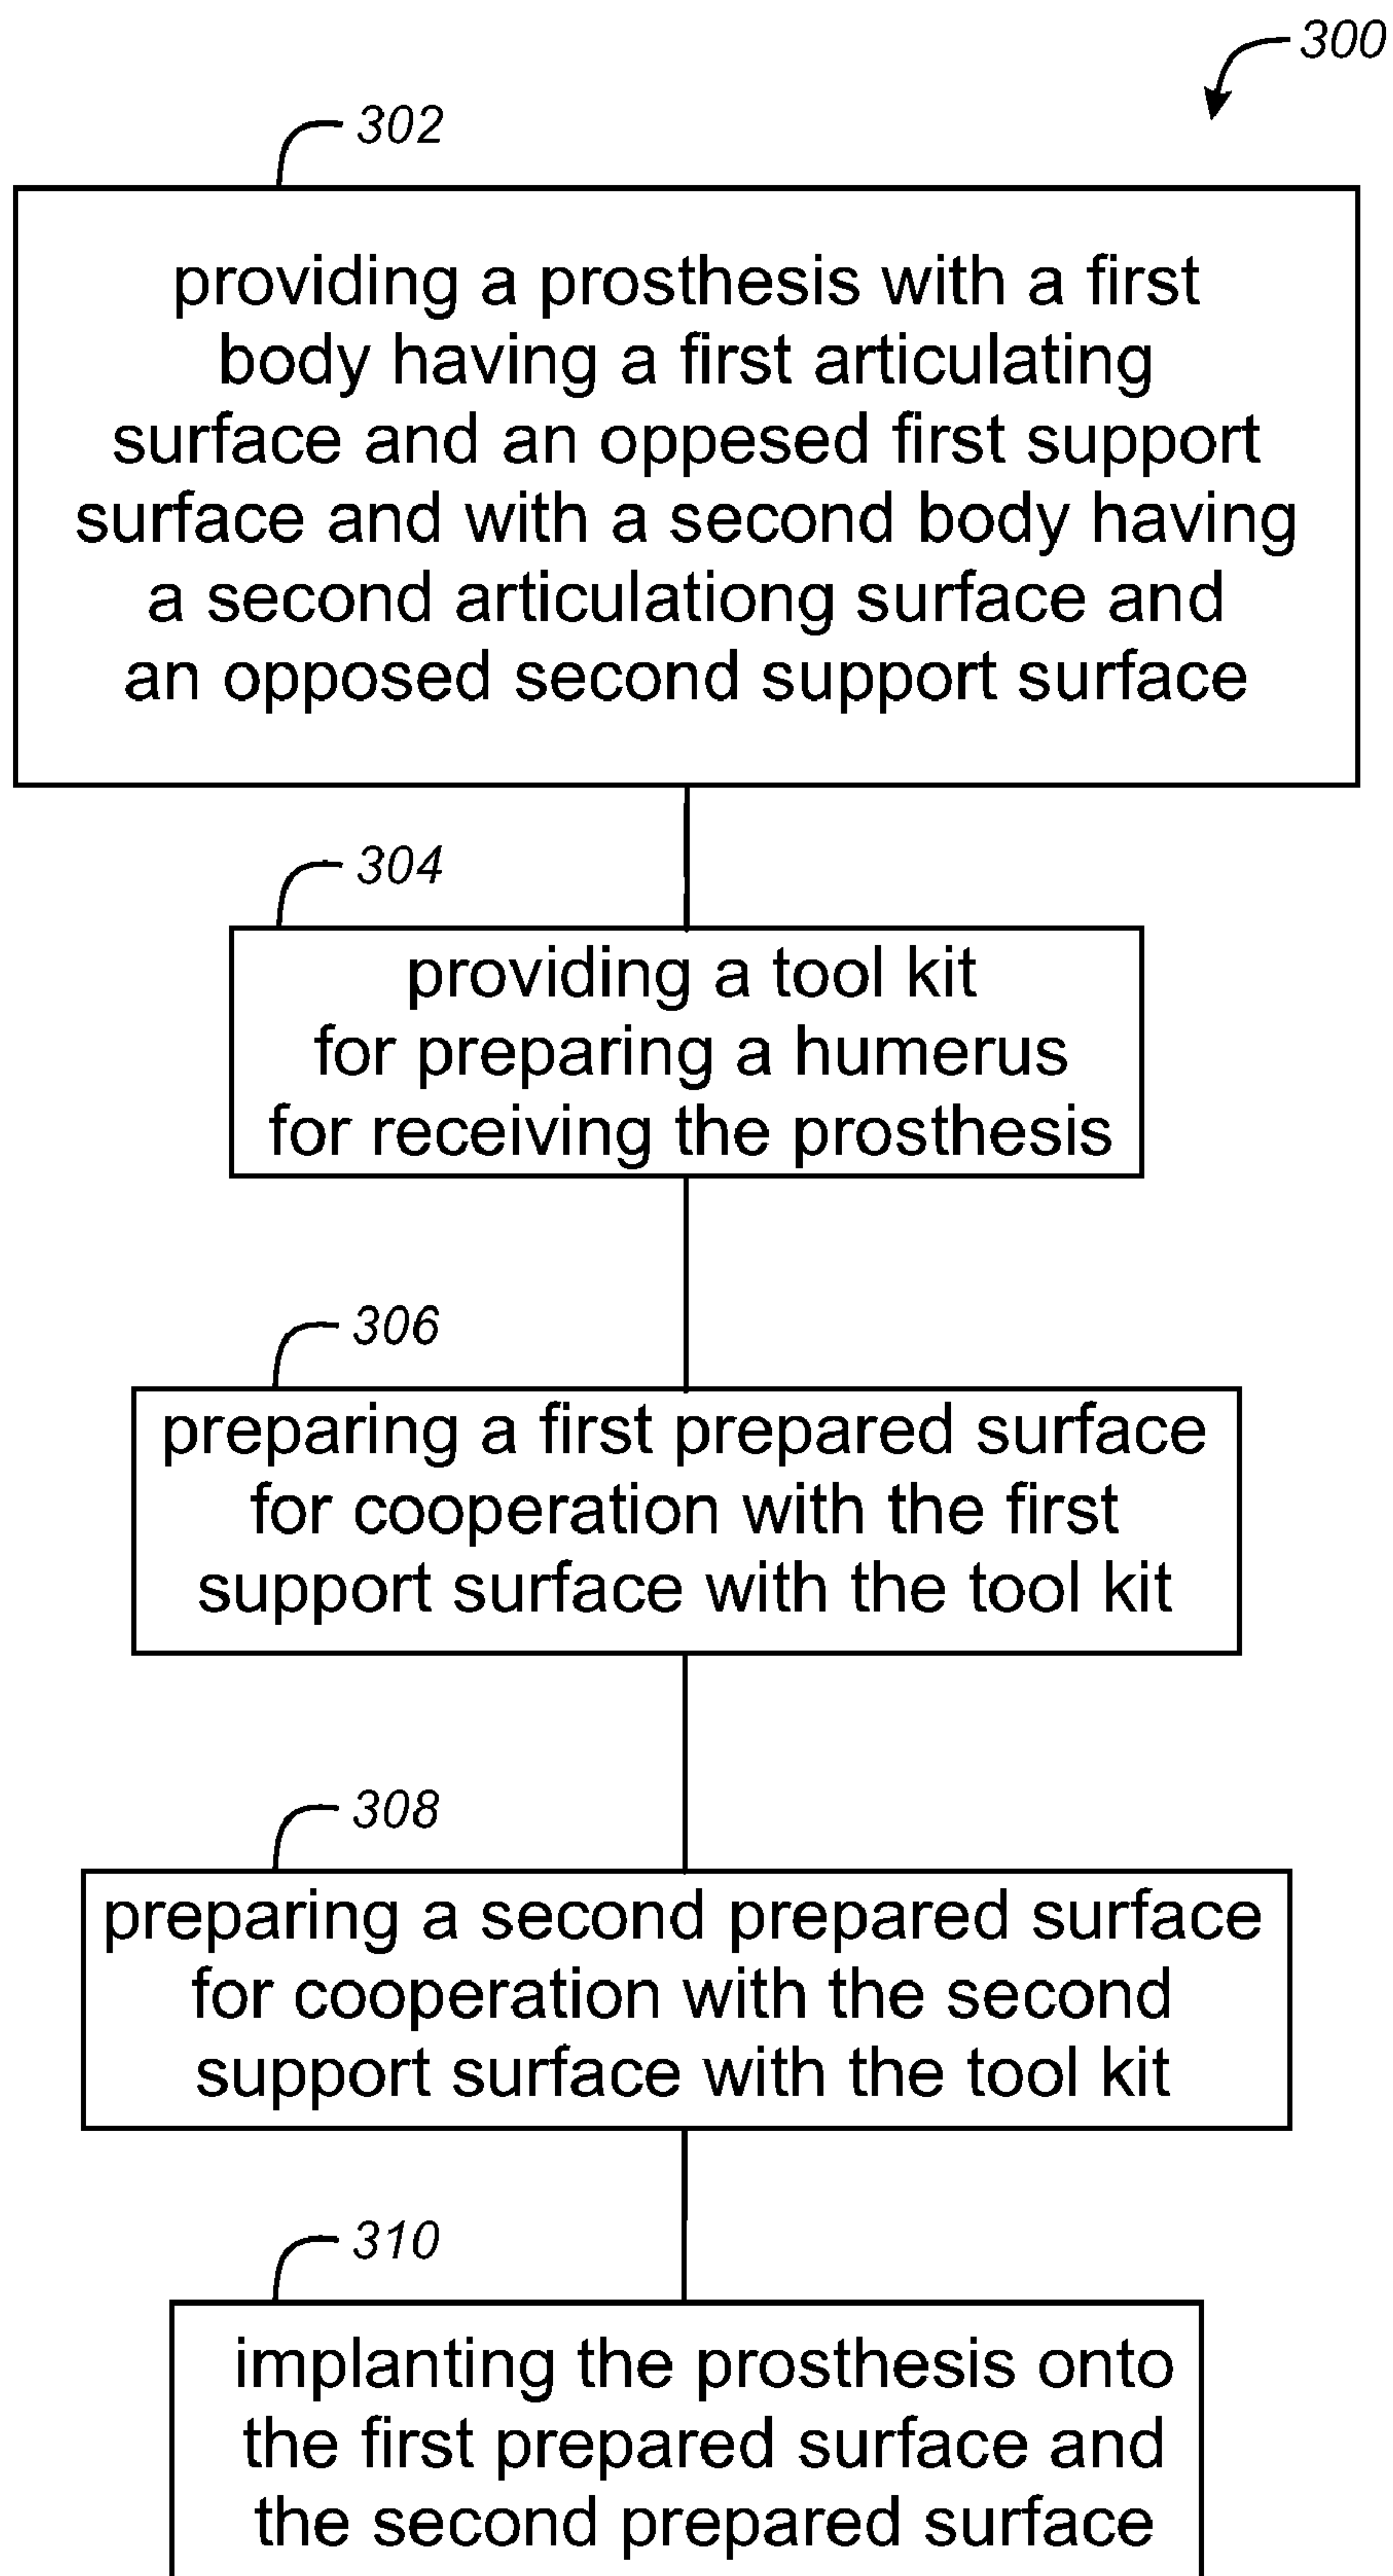 300
302
providing a prosthesis with a first
body having a first articulating
surface and an oppesed first support
surface and with a second body having
a second articulationg surface and
an opposed second support surface
304
providing a tool kit
for preparing a humerus
for receiving the prosthesis
306
preparing a first prepared surface
for cooperation with the first
support surface with the tool kit
308
preparing a second prepared surface
for cooperation with the second
support surface with the tool kit
310
implanting the prosthesis onto
the first prepared surface and
the second prepared surface